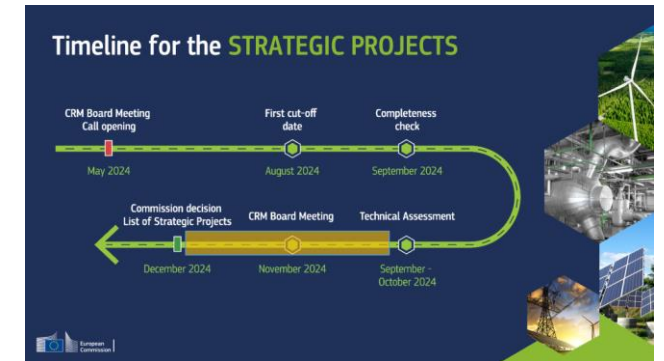 Timeline for the STRATEGIC PROJECTS
CRM Board Meeting
Call opening
May 2024
First cut-off
date
August 2024
Completeness
check
September 2024
Technical Assessment
September -
October 2024
CRM Board Meeting
November 2024
Commission decision
List of Strategic Projects
December 2024
European
Commission